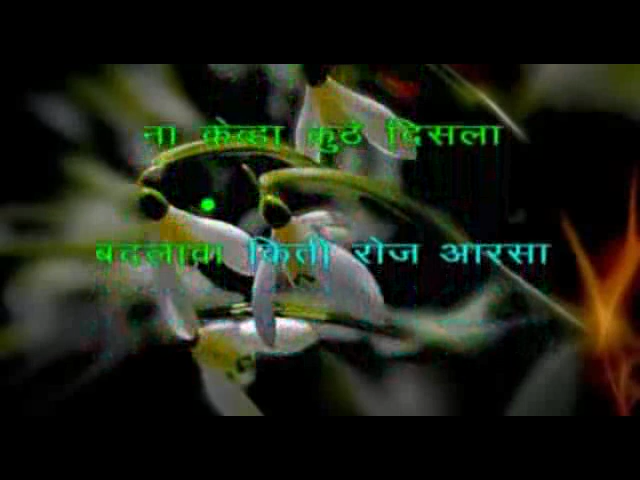 ना केव्हा कुठे दिसला
बदलावा किती रोज आरसा